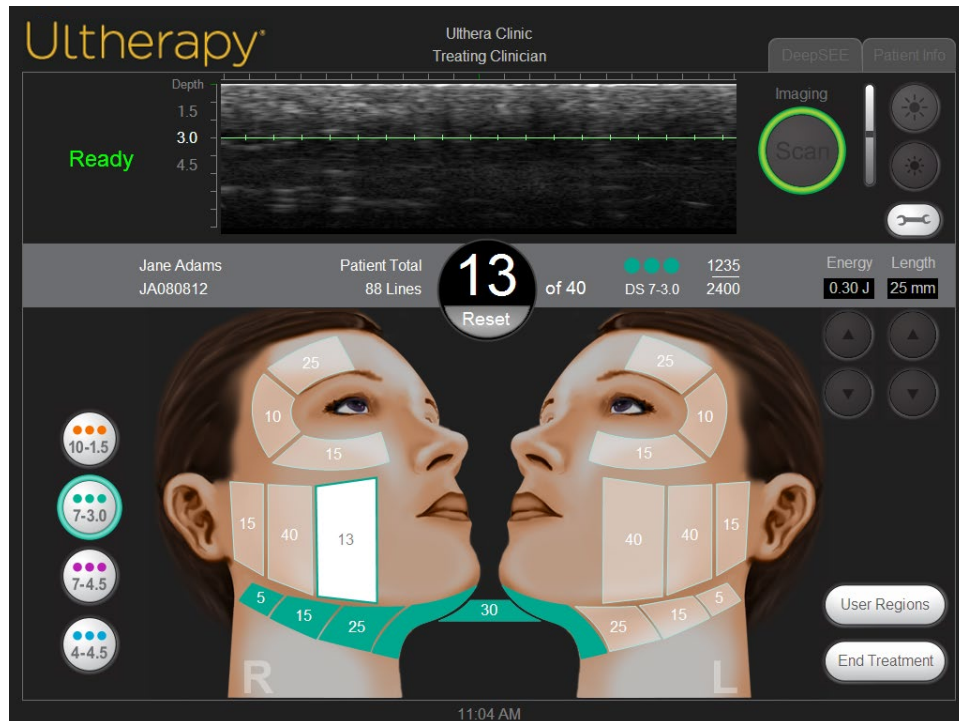 Ultherapy
Ulthera Clinic
Treating Clinician
DeepSEE
Patient Info
Depth
1.5
3.0
4.5
Ready
Imaging
Scan
Jane Adams
JA080812
Patient Total
88 Lines
13
of 40
Reset
DS 7-3.0
1235
2400
Energy
0.30 J
Length
25 mm
25
10
15
25
10
15
10-1.5
7-3.0
7-4.5
4-4.5
15
40
13
40
40
15
5
15
25
30
25
15
5
R
L
User Regions
End Treatment
11:04 AM